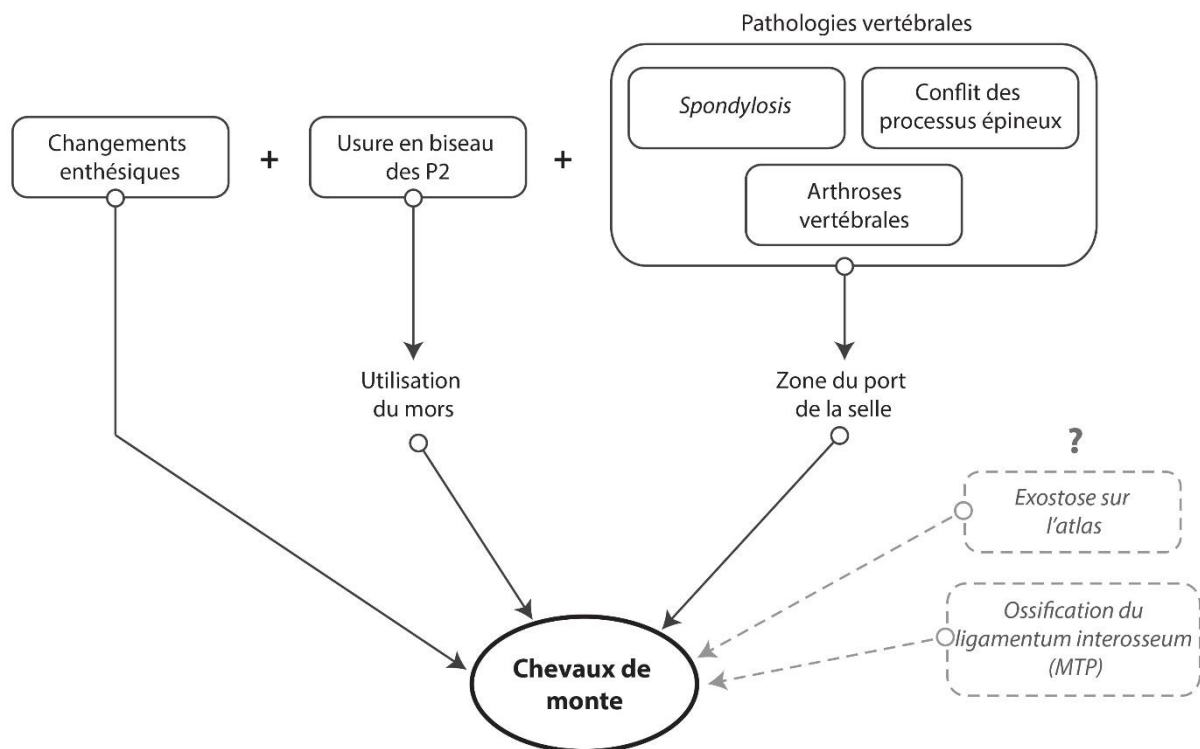 Pathologies vertébrales
Spondylosis
Conflit des
processus épineux
Changements
enthésiques
+
Usure en biseau
des P2
+
Arthroses
vertébrales
Utilisation
du mors
Zone du port
de la selle
?
Exostose sur
l'atlas
Ossification du
ligamentum interosseum
(MTP)
Chevaux de
monte